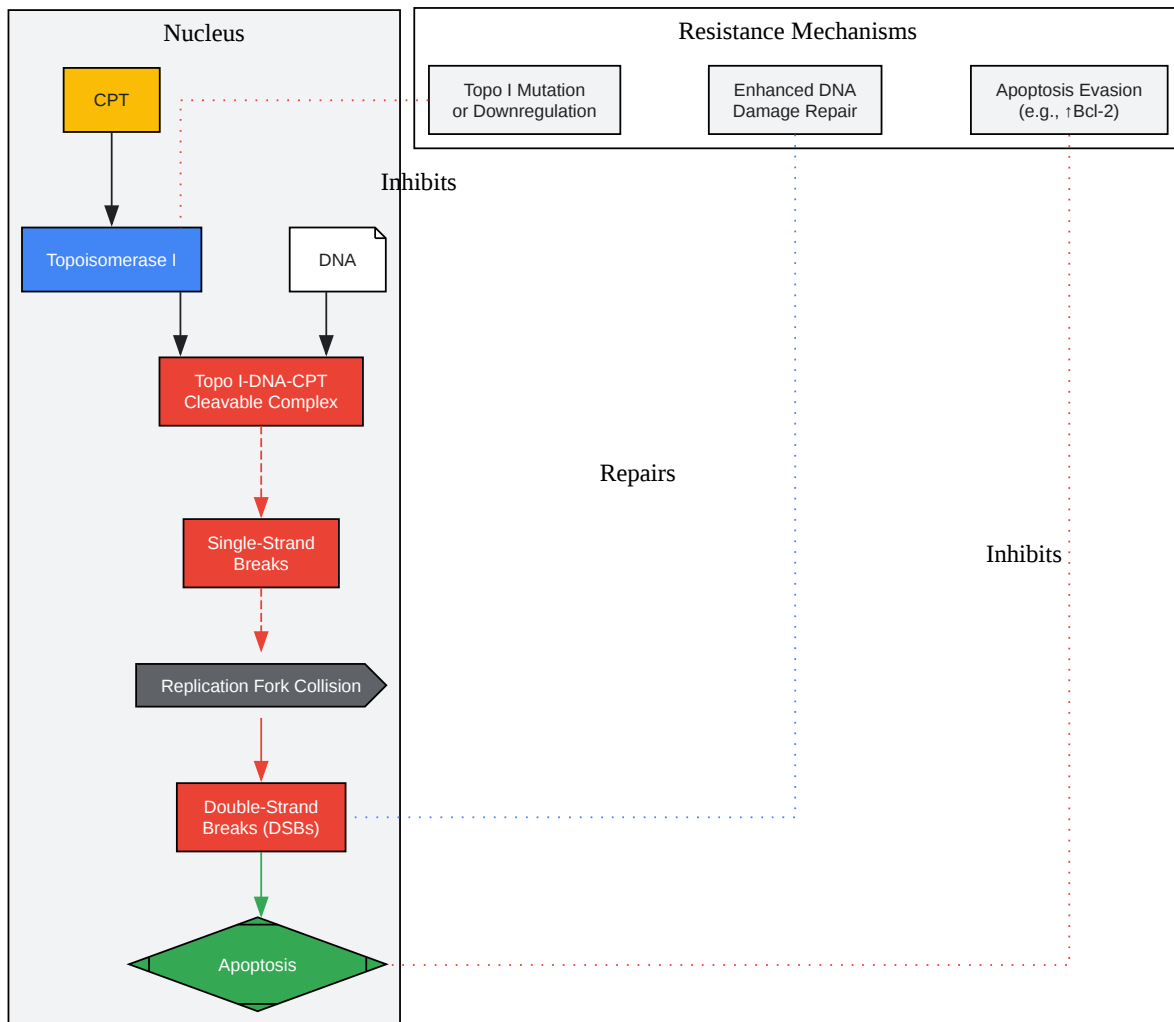 Nucleus
Resistance Mechanisms
CPT
Topo I Mutation
or Downregulation
Enhanced DNA
Damage Repair
Apoptosis Evasion
(e.g., ↑Bcl-2)
Inhibits
Topoisomerase I
DNA
Topo I-DNA-CPT
Cleavable Complex
Repairs
Single-Strand
Breaks
Inhibits
Replication Fork Collision
Double-Strand
Breaks (DSBs)
Apoptosis